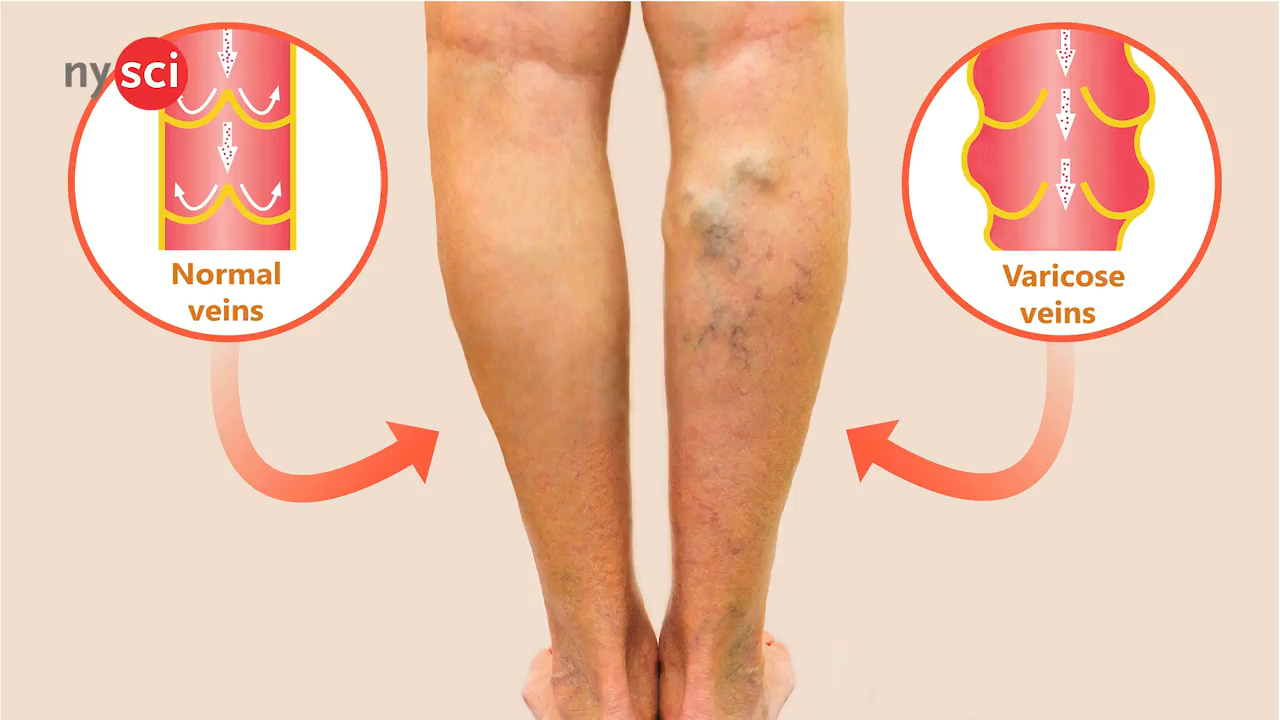 nysci
Normal
veins
Varicose
veins